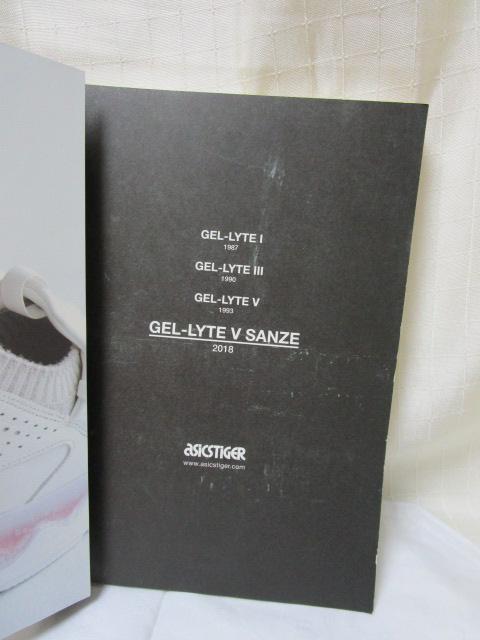 GEL-LYTE I
1987
GEL-LYTE III
1990
GEL-LYTE V
1993
GEL-LYTE V SANZE
2018
asicstiger
www.asicstiger.com